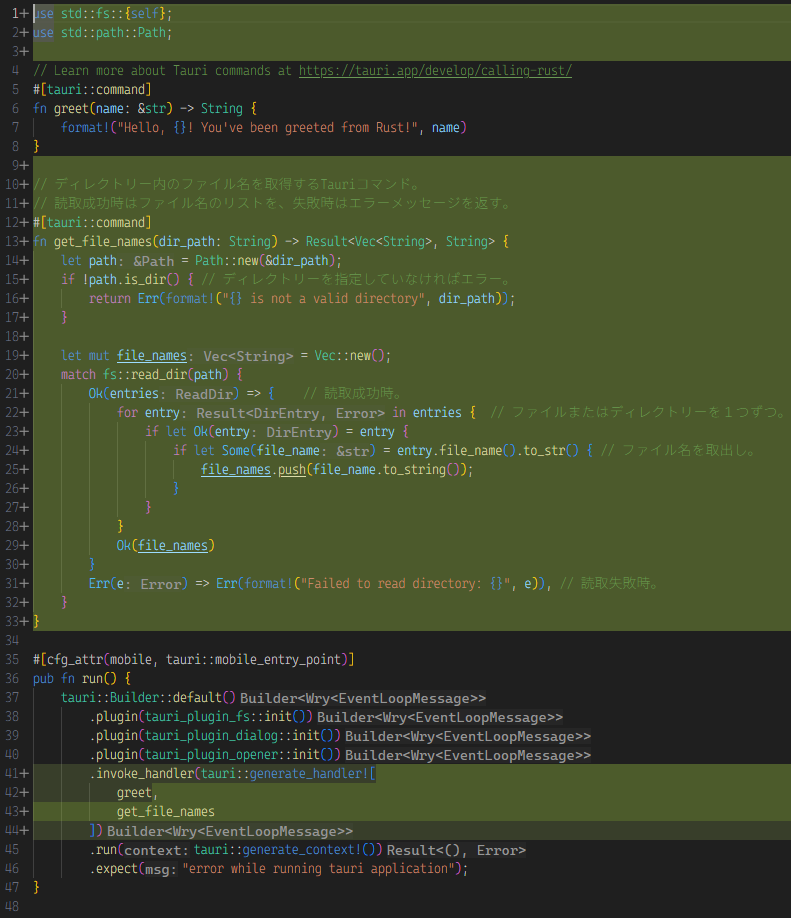 1+ use std::fs::{self};
2+ use std::path::Path;
3+
4 // Learn more about Tauri commands at https://tauri.app/develop/calling-rust/
5 #[tauri::command]
6 fn greet(name: &str) -> String {
7     format!("Hello, {}! You've been greeted from Rust!", name)
8 }
9+
10+ // ディレクトリー内のファイル名を取得するTauriコマンド。
11+ // 読取成功時はファイル名のリストを、失敗時はエラーメッセージを返す。
12+ #[tauri::command]
13+ fn get_file_names(dir_path: String) -> Result<Vec<String>, String> {
14+     let path: &Path = Path::new(&dir_path);
15+     if !path.is_dir() { // ディレクトリーを指定していなければエラー。
16+         return Err(format!("{} is not a valid directory", dir_path));
17+     }
18+
19+     let mut file_names: Vec<String> = Vec::new();
20+     match fs::read_dir(path) {
21+         Ok(entries: ReadDir) => {    // 読取成功時。
22+             for entry: Result<DirEntry, Error> in entries {  // ファイルまたはディレクトリーを１つずつ。
23+                 if let Ok(entry: DirEntry) = entry {
24+                     if let Some(file_name: &str) = entry.file_name().to_str() { // ファイル名を取出し。
25+                         file_names.push(file_name.to_string());
26+                     }
27+                 }
28+             }
29+             Ok(file_names)
30+         }
31+         Err(e: Error) => Err(format!("Failed to read directory: {}", e)), // 読取失敗時。
32+     }
33+ }
34
35 #[cfg_attr(mobile, tauri::mobile_entry_point)]
36 pub fn run() {
37     tauri::Builder::default() Builder<Wry<EventLoopMessage>>
38         .plugin(tauri_plugin_fs::init()) Builder<Wry<EventLoopMessage>>
39         .plugin(tauri_plugin_dialog::init()) Builder<Wry<EventLoopMessage>>
40         .plugin(tauri_plugin_opener::init()) Builder<Wry<EventLoopMessage>>
41+         .invoke_handler(tauri::generate_handler![
42+             greet,
43+             get_file_names
44+         ]) Builder<Wry<EventLoopMessage>>
45         .run(context: tauri::generate_context!()) Result<(), Error>
46         .expect(msg: "error while running tauri application");
47 }
48